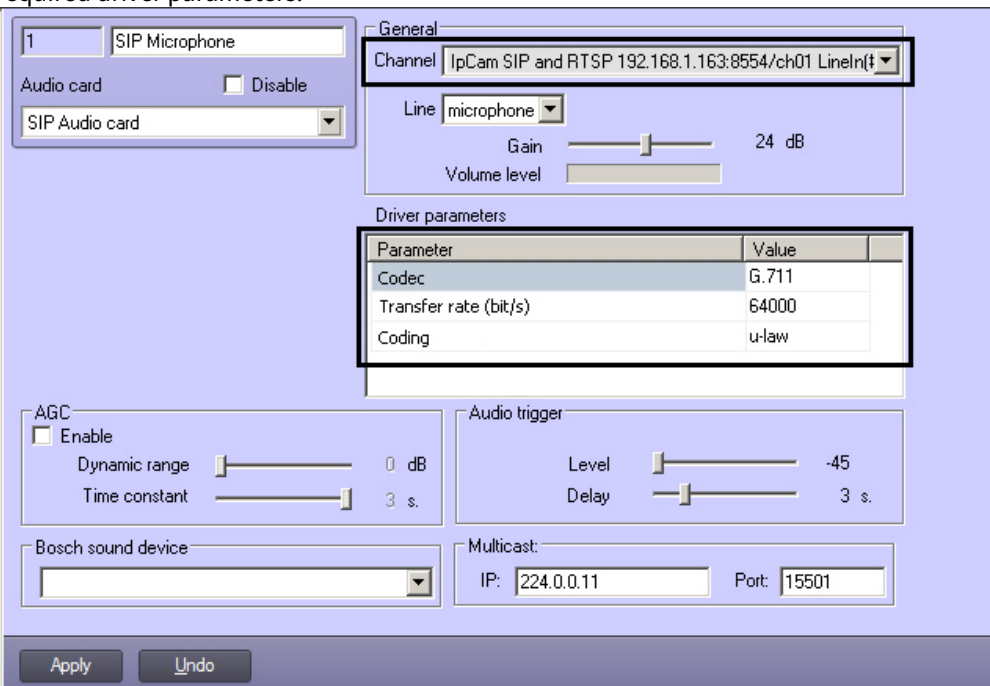 equired driver parameters.
1 SIP Microphone
Audio card Disable
SIP Audio card
General
Channel IpCam SIP and RTSP 192.168.1.163:8554/ch01 LineIn(
Line microphone
Gain 24 dB
Volume level
Driver parameters
Parameter Value
Codec G.711
Transfer rate (bit/s) 64000
Coding u-law
AGC
Enable
Dynamic range 0 dB
Time constant 3 s.
Audio trigger
Level -45
Delay 3 s.
Bosch sound device
Multicast:
IP: 224.0.0.11 Port: 15501
Apply Undo